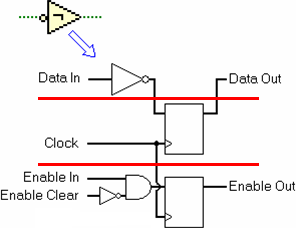 Data In
Data Out
Clock
Enable In
Enable Clear
Enable Out